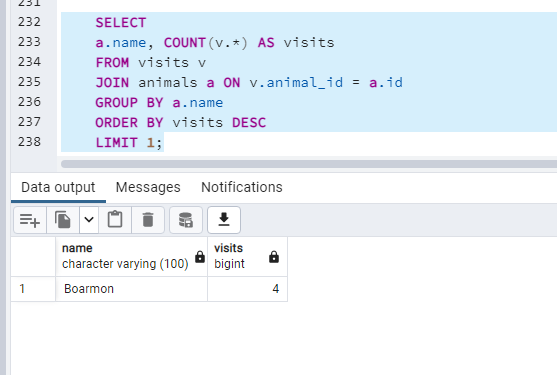 231
232 SELECT
233 a.name, COUNT(v.*) AS visits
234 FROM visits v
235 JOIN animals a ON v.animal_id = a.id
236 GROUP BY a.name
237 ORDER BY visits DESC
238 LIMIT 1;
Data output Messages Notifications
name visits
character varying (100) bigint
1 Boarmon 4